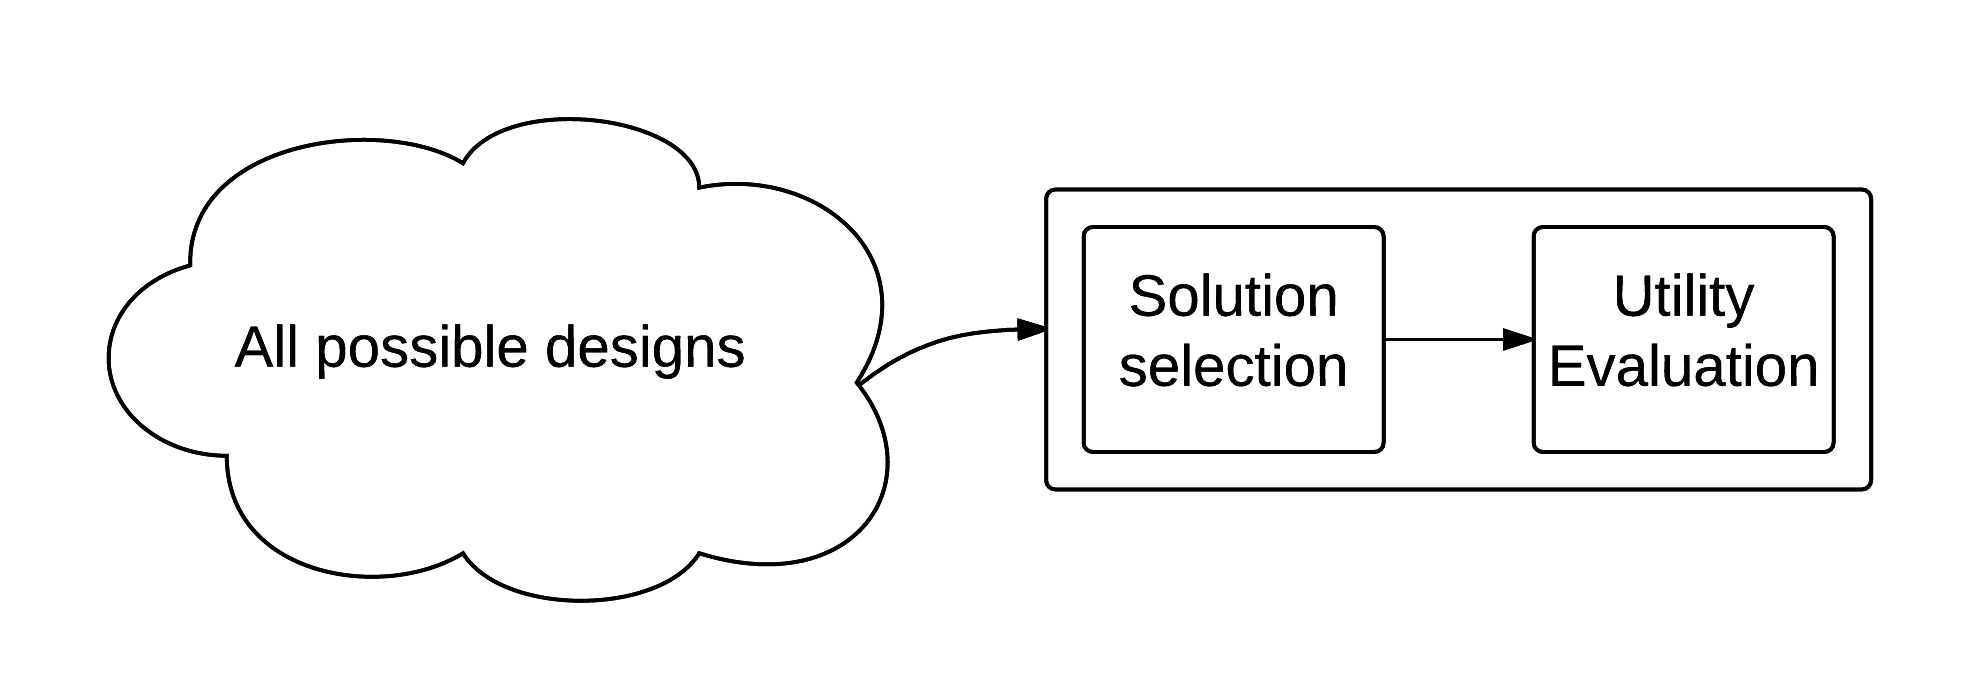 All possible designs
Solution
selection
Utility
Evaluation